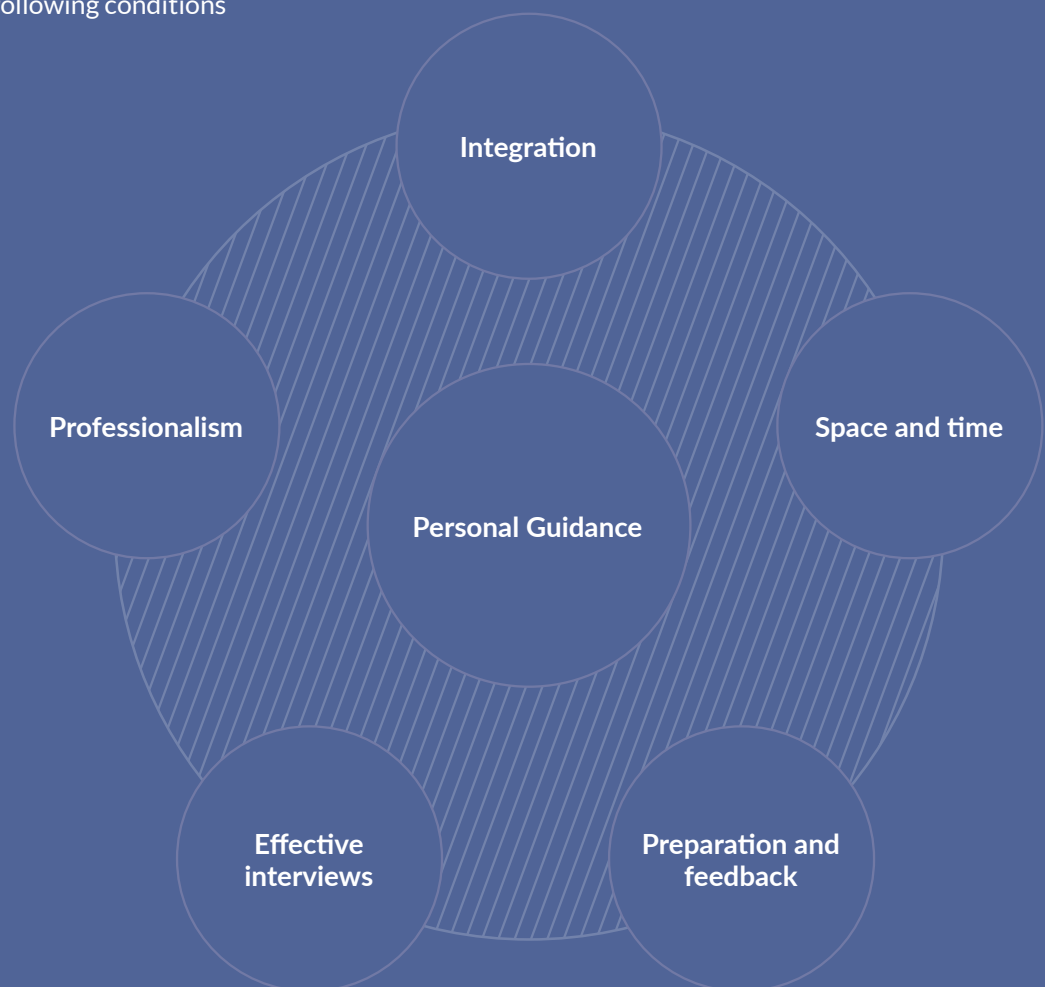 ollowing conditions
Integration
Professionalism
Space and time
Personal Guidance
Effective
interviews
Preparation and
feedback